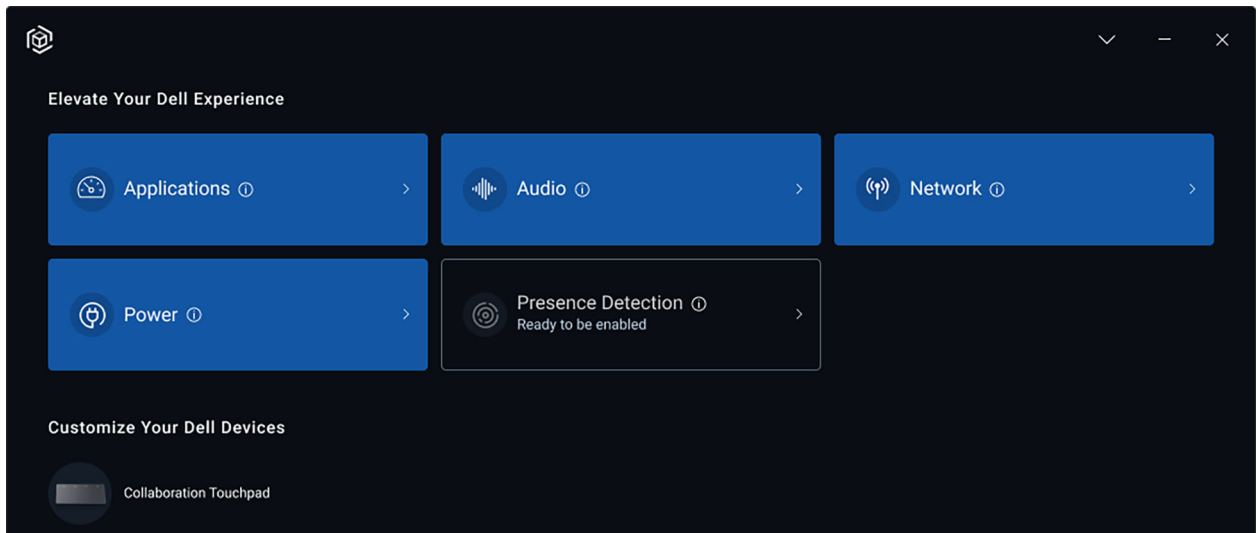 Elevate Your Dell Experience
Applications
Audio
Network
Power
Presence Detection
Ready to be enabled
Customize Your Dell Devices
Collaboration Touchpad